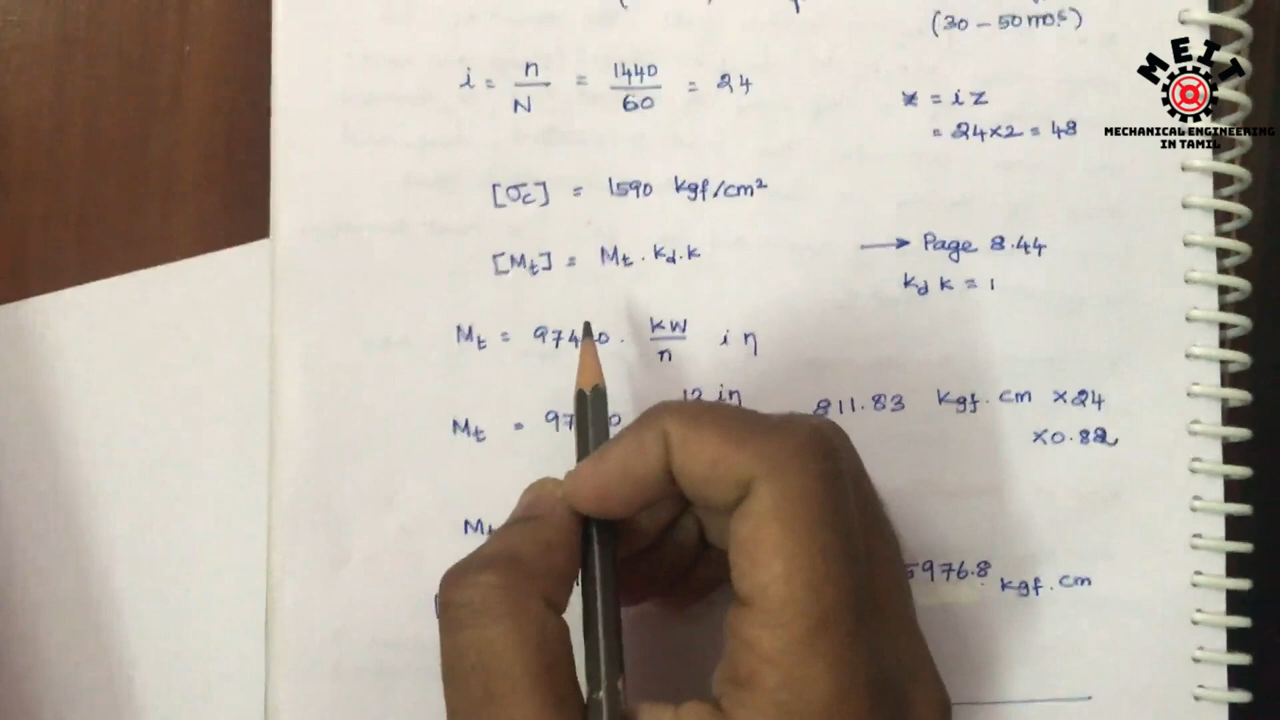 (30 - 50 mos)
i = n/N = 1440/60 = 24
z = i z
= 24×2 = 48
[σc] = 1590 kgf/cm²
[Mt] = Mt . kd . k
→ Page 8.44
kd k = 1
Mt = . kW/n i η
Mt =
811.83 kgf . cm ×24
×0.82
5976.8 kgf . cm
MEIT
MECHANICAL ENGINEERING
IN TAMIL